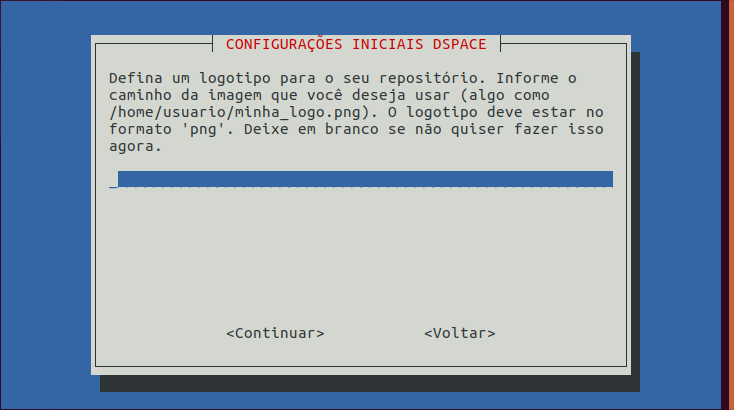 CONFIGURAÇÕES INICIAIS DSPACE
Defina um logotipo para o seu repositório. Informe o
caminho da imagem que você deseja usar (algo como
/home/usuario/minha_logo.png). O logotipo deve estar no
formato 'png'. Deixe em branco se não quiser fazer isso
agora.
<Continuar> <Voltar>